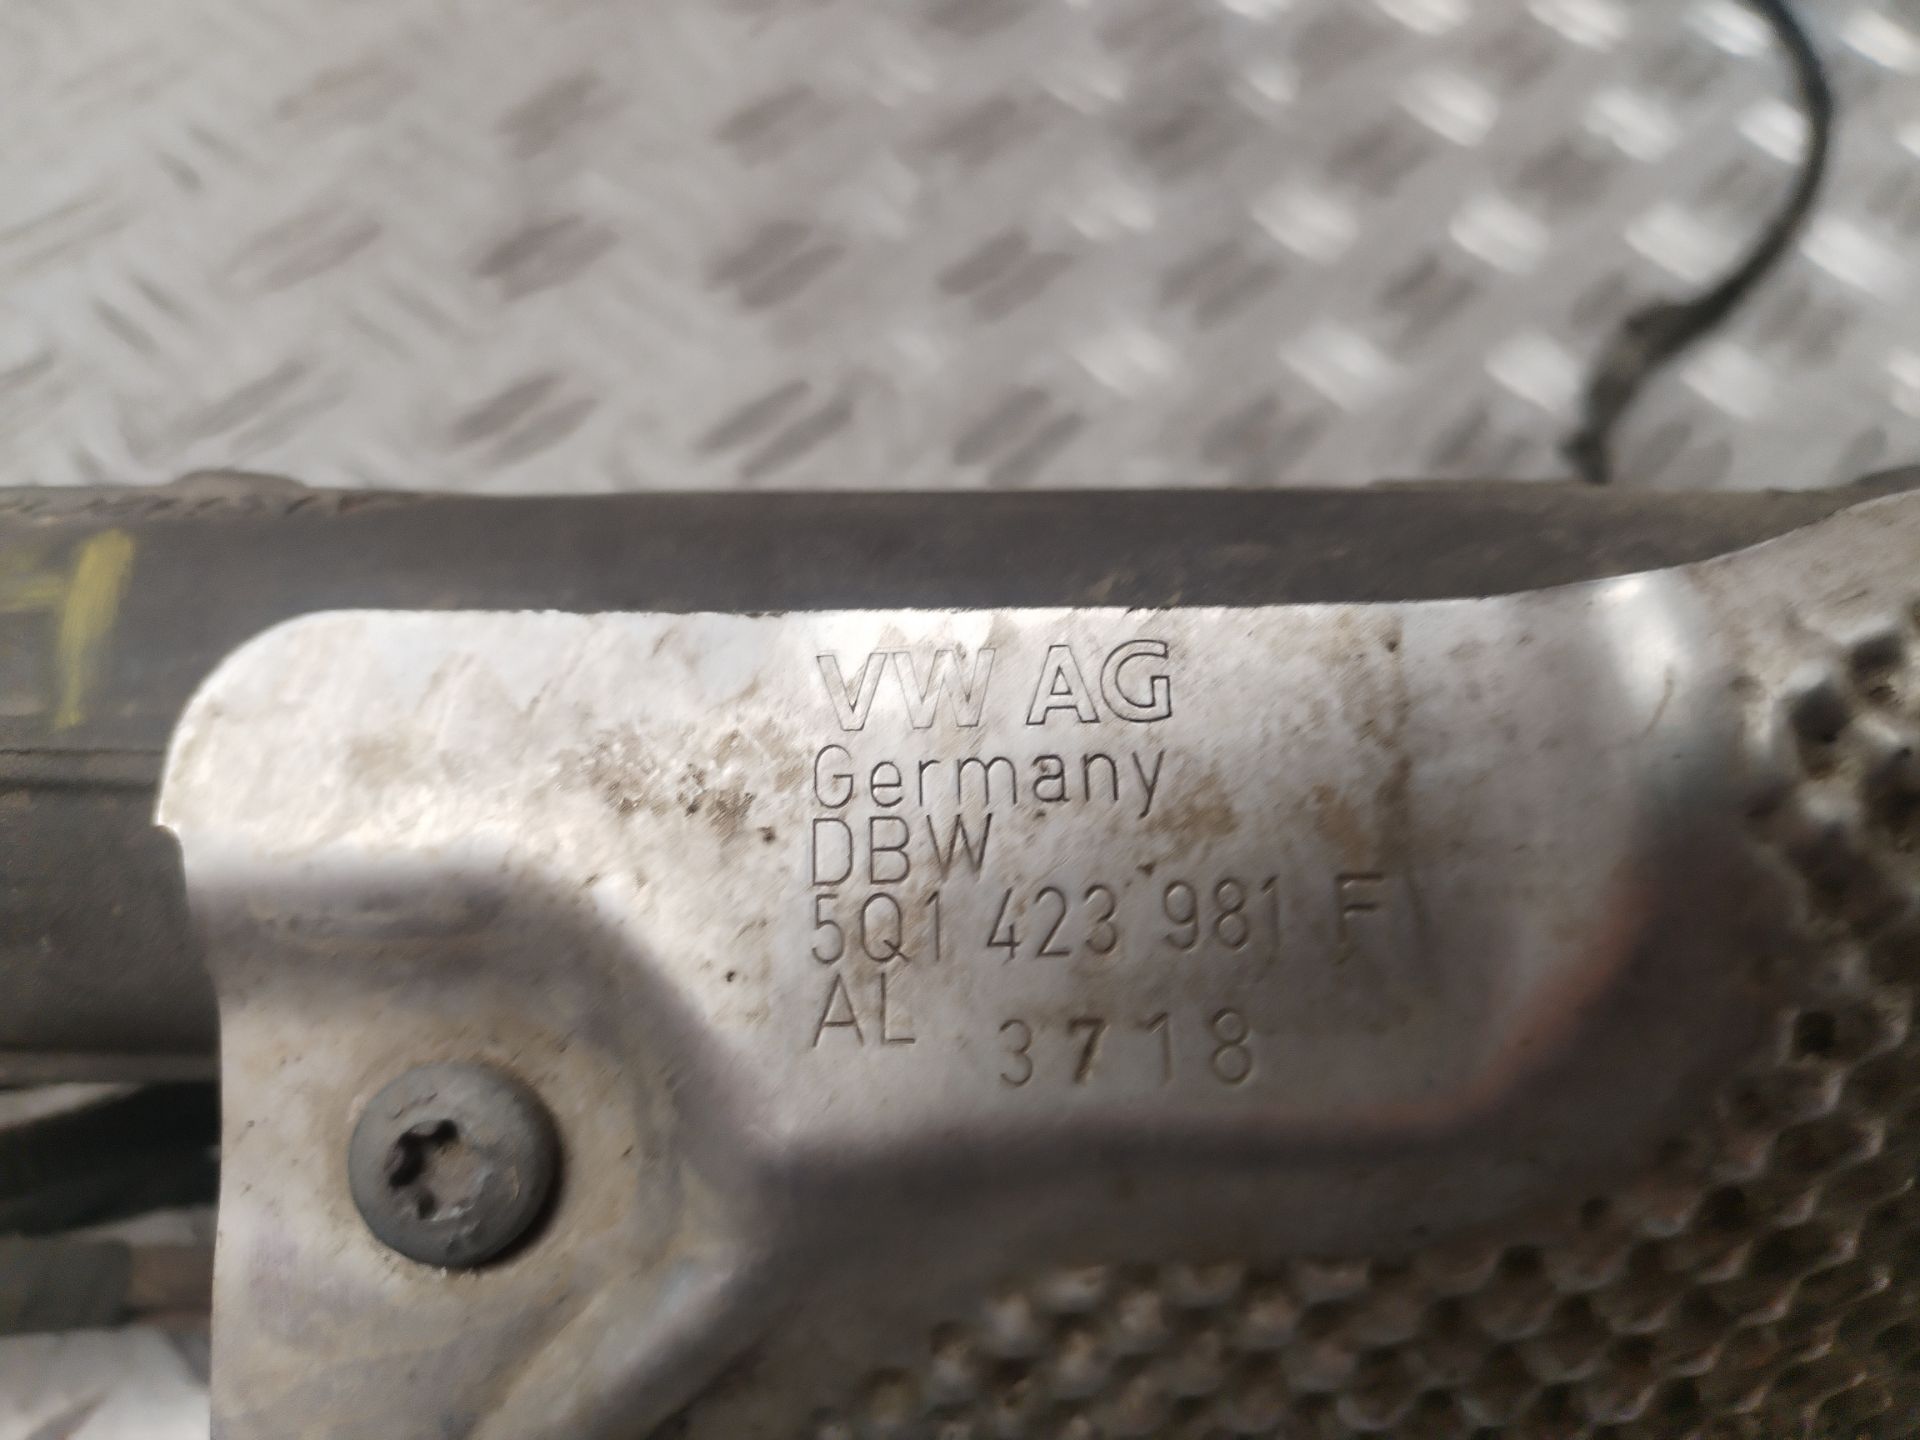 H
VW AG
Germany
DBW
5Q1 423 981 F
AL
3718